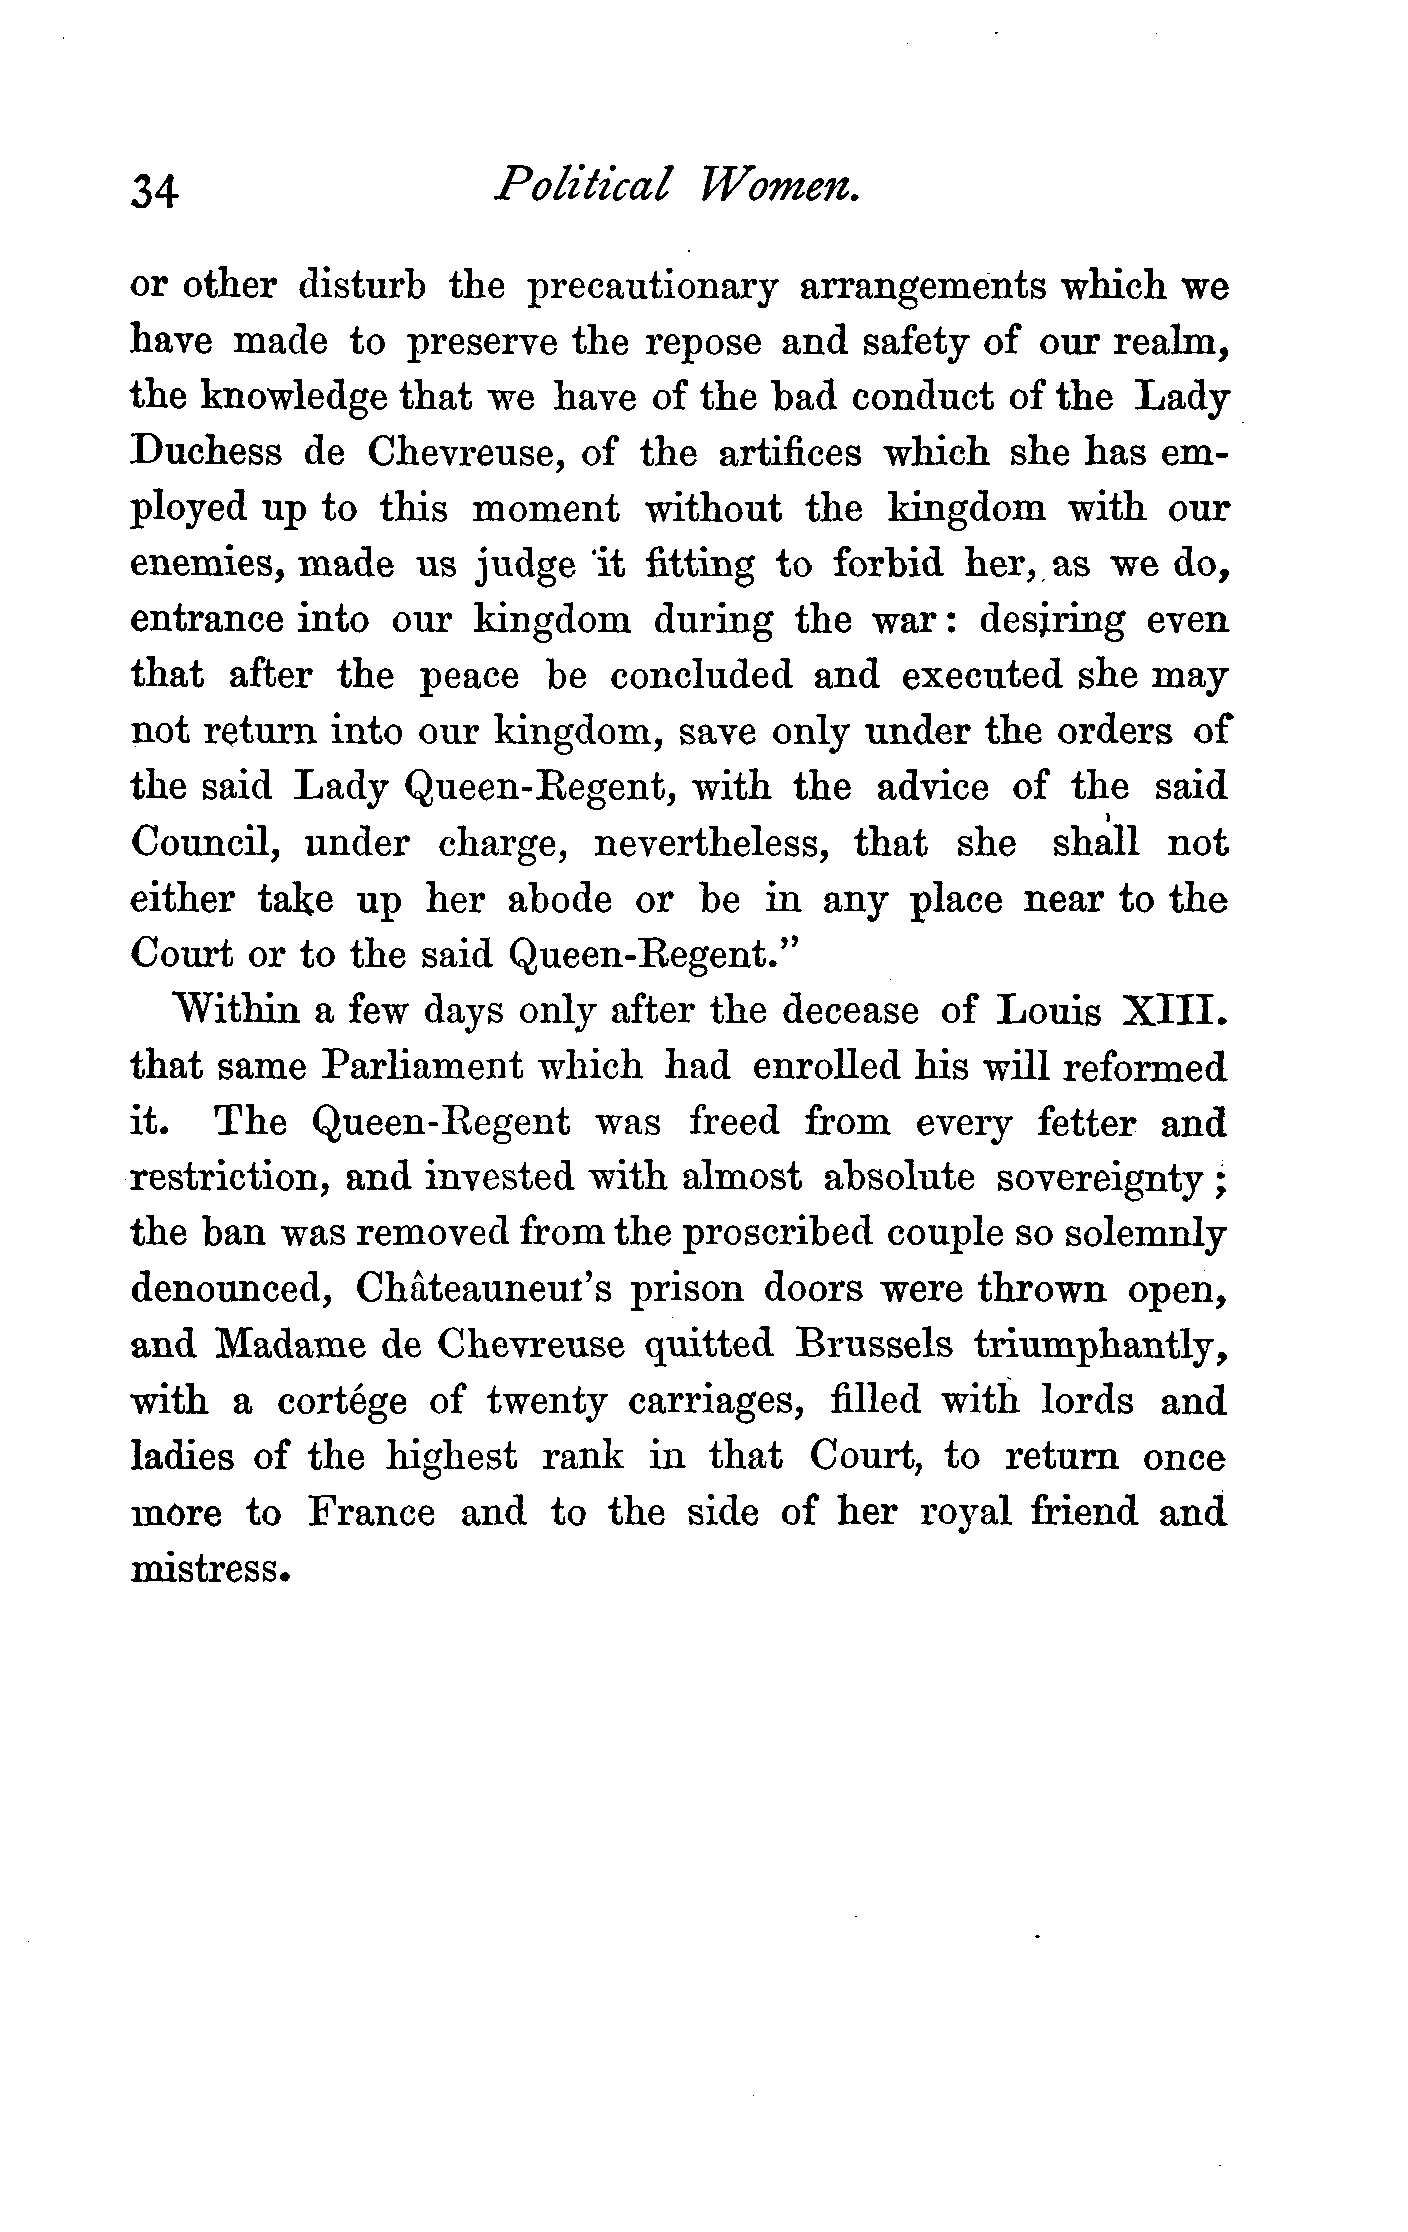 34 Political Women.
or other disturb the precautionary arrangements which we
have made to preserve the repose and safety of our realm,
the knowledge that we have of the bad conduct of the Lady
Duchess de Chevreuse, of the artifices which she has em-
ployed up to this moment without the kingdom with our
enemies, made us judge it fitting to forbid her, as we do,
entrance into our kingdom during the war: desiring even
that after the peace be concluded and executed she may
not return into our kingdom, save only under the orders of
the said Lady Queen-Regent, with the advice of the said
Council, under charge, nevertheless, that she shall not
either take up her abode or be in any place near to the
Court or to the said Queen-Regent.”
Within a few days only after the decease of Louis XIII.
that same Parliament which had enrolled his will reformed
it. The Queen-Regent was freed from every fetter and
restriction, and invested with almost absolute sovereignty;
the ban was removed from the proscribed couple so solemnly
denounced, Châteauneuf’s prison doors were thrown open,
and Madame de Chevreuse quitted Brussels triumphantly,
with a cortége of twenty carriages, filled with lords and
ladies of the highest rank in that Court, to return once
more to France and to the side of her royal friend and
mistress.